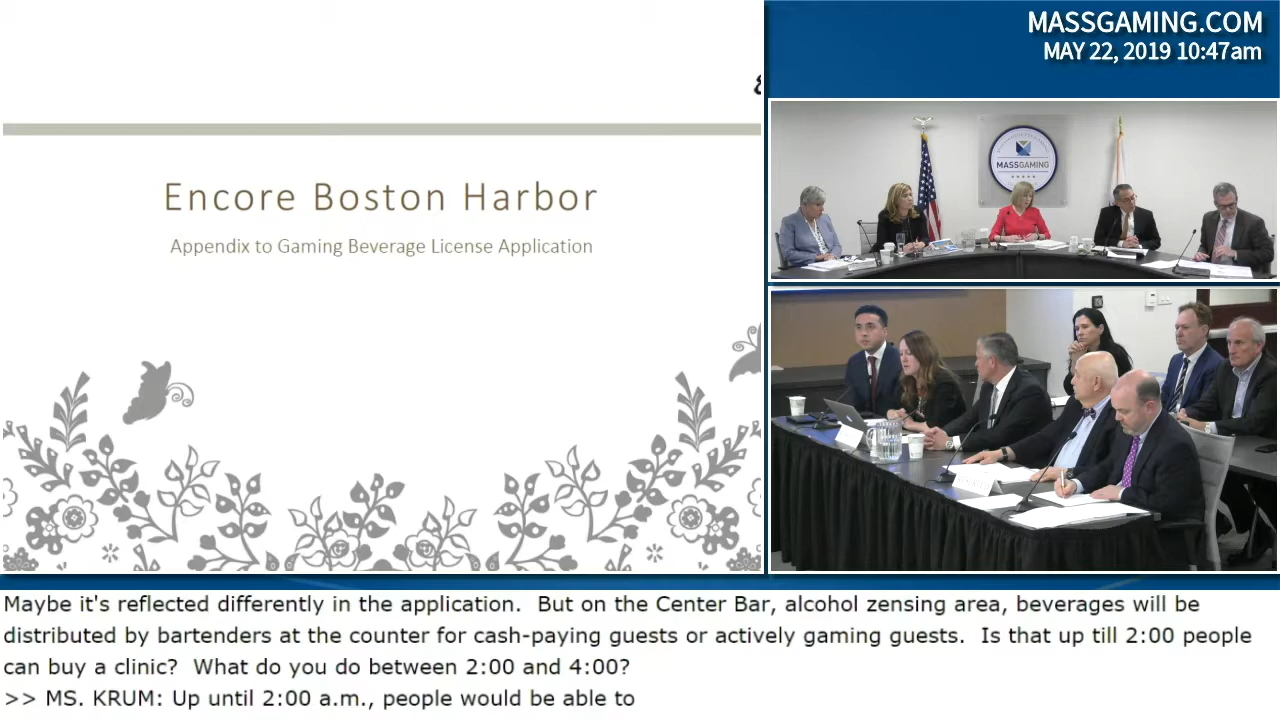 MASSGAMING.COM
MAY 22, 2019 10:47am
Encore Boston Harbor
Appendix to Gaming Beverage License Application
MASSGAMING
Maybe it's reflected differently in the application.  But on the Center Bar, alcohol zensing area, beverages will be
distributed by bartenders at the counter for cash-paying guests or actively gaming guests.  Is that up till 2:00 people
can buy a clinic?  What do you do between 2:00 and 4:00?
>> MS. KRUM: Up until 2:00 a.m., people would be able to